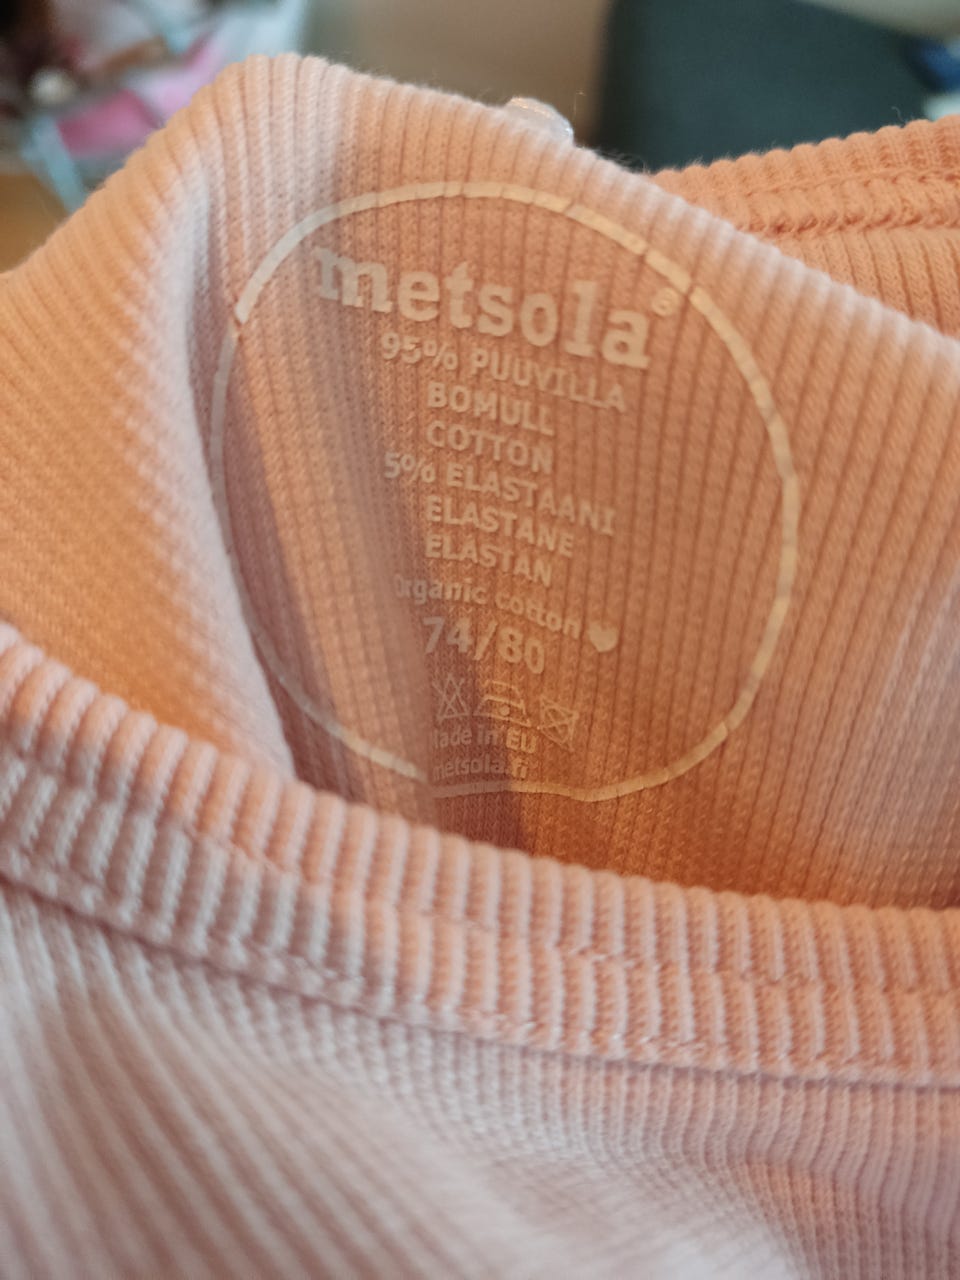 metsola®
95% PUUVILLA
BOMULL
COTTON
5% ELASTAANI
ELASTANE
ELASTAN
organic cotton
74/80
Made in EU
metsola.fi